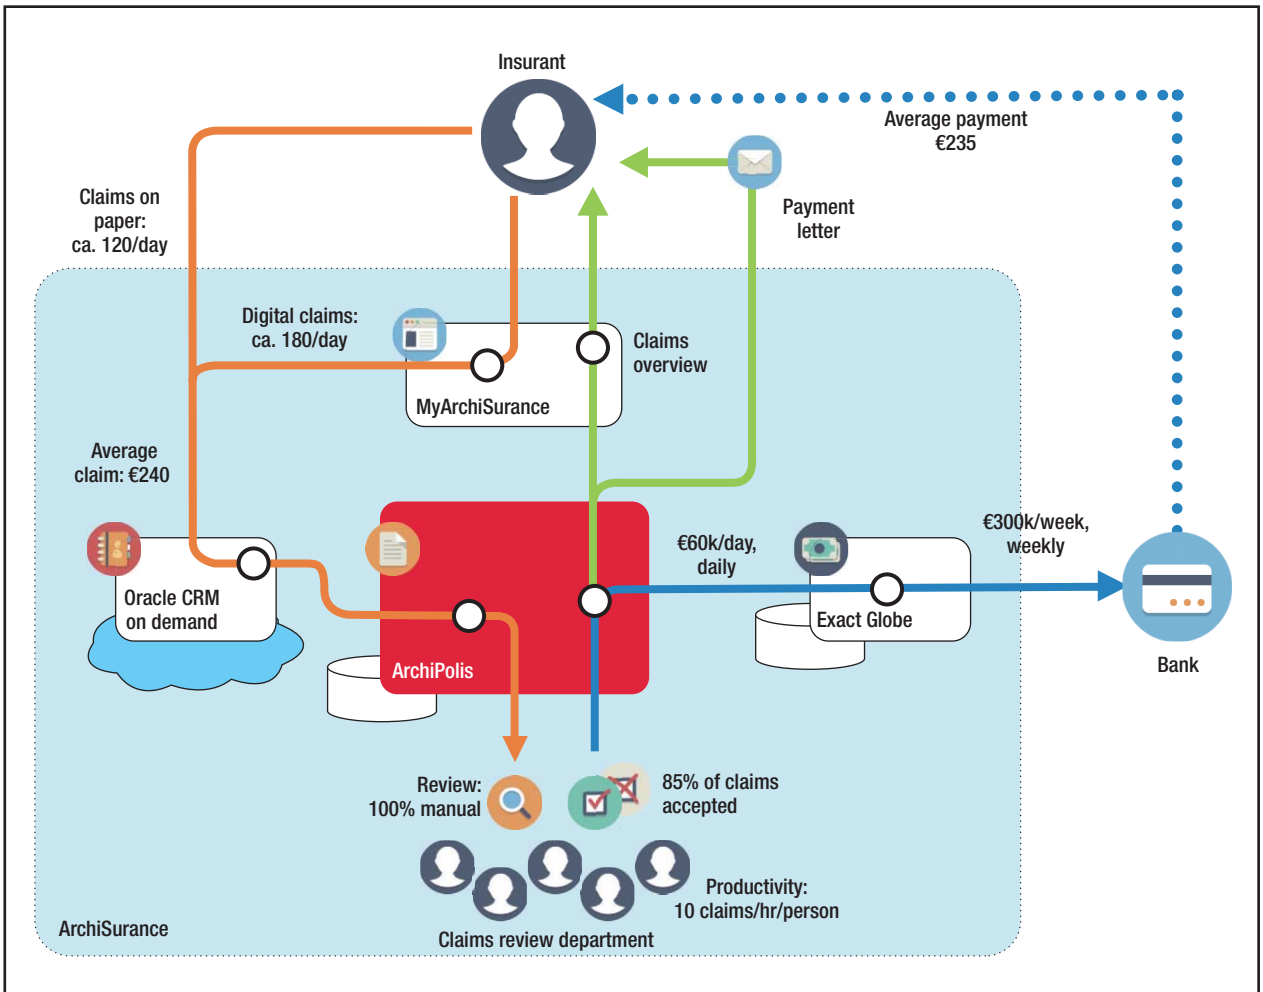 Insurant
Average payment
€235
Claims on
paper:
ca. 120/day
Payment
letter
Digital claims:
ca. 180/day
Claims
overview
MyArchiSurance
Average
claim: €240
€300k/week,
weekly
€60k/day,
daily
Oracle CRM
on demand
Exact Globe
ArchiPolis
Bank
Review:
100% manual
85% of claims
accepted
Productivity:
10 claims/hr/person
ArchiSurance
Claims review department